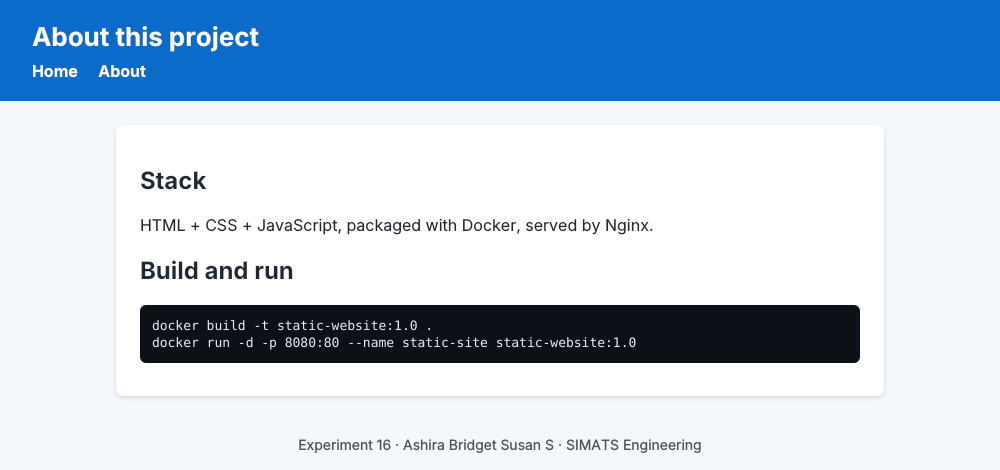 About this project
Home About
Stack
HTML + CSS + JavaScript, packaged with Docker, served by Nginx.
Build and run
docker build -t static-website:1.0 .
docker run -d -p 8080:80 --name static-site static-website:1.0
Experiment 16 · Ashira Bridget Susan S · SIMATS Engineering